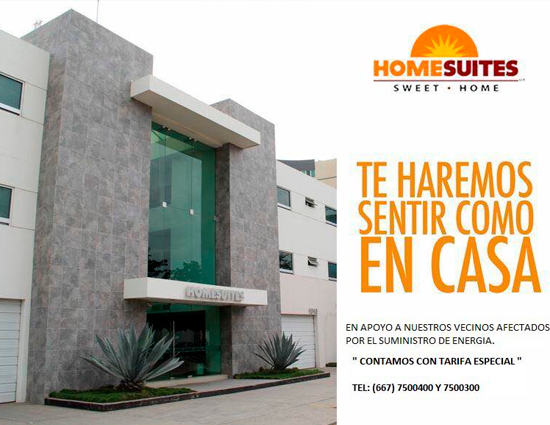 HOMESUITES
SWEET • HOME
TE HAREMOS
SENTIR COMO
EN CASA
HOMESUITES
EN APOYO A NUESTROS VECINOS AFECTADOS
POR EL SUMINISTRO DE ENERGIA.
" CONTAMOS CON TARIFA ESPECIAL "
TEL: (667) 7500400 Y 7500300